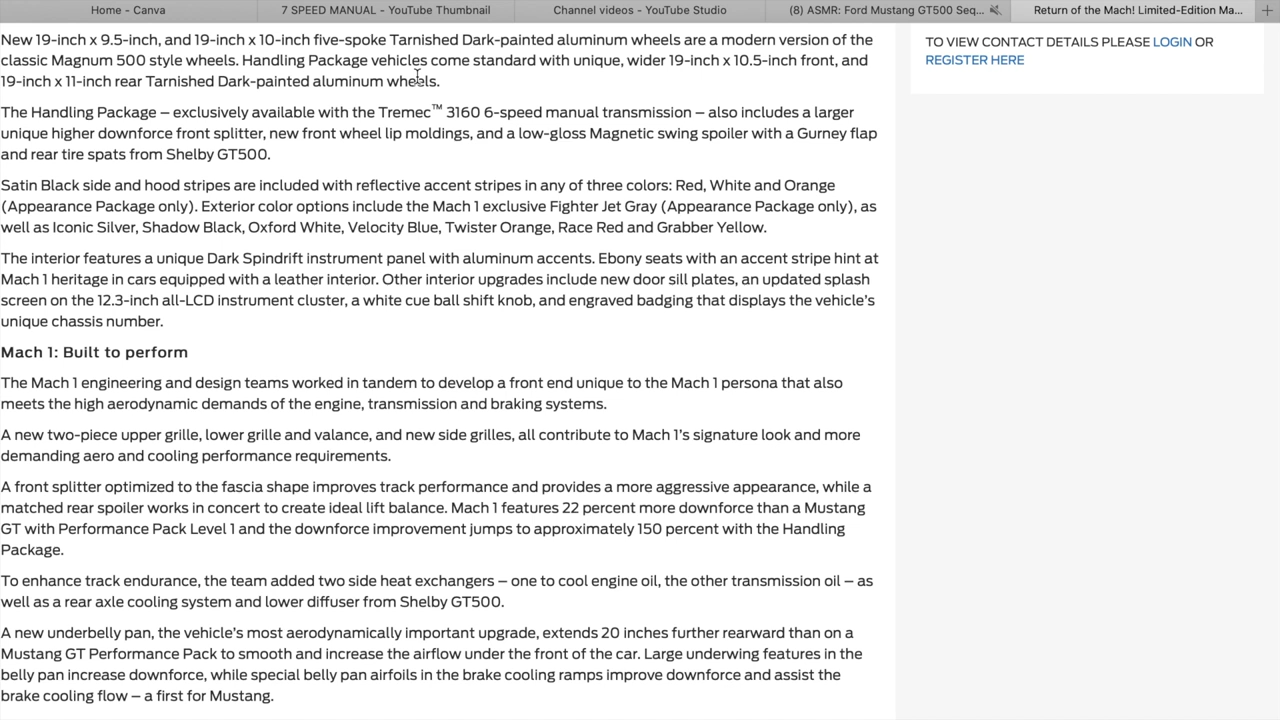 Home - Canva
7 SPEED MANUAL - YouTube Thumbnail
Channel videos - YouTube Studio
(8) ASMR: Ford Mustang GT500 Seq...
Return of the Mach! Limited-Edition Ma...
New 19-inch x 9.5-inch, and 19-inch x 10-inch five-spoke Tarnished Dark-painted aluminum wheels are a modern version of the
classic Magnum 500 style wheels. Handling Package vehicles come standard with unique, wider 19-inch x 10.5-inch front, and
19-inch x 11-inch rear Tarnished Dark-painted aluminum wheels.
The Handling Package – exclusively available with the Tremec™ 3160 6-speed manual transmission – also includes a larger
unique higher downforce front splitter, new front wheel lip moldings, and a low-gloss Magnetic swing spoiler with a Gurney flap
and rear tire spats from Shelby GT500.
Satin Black side and hood stripes are included with reflective accent stripes in any of three colors: Red, White and Orange
(Appearance Package only). Exterior color options include the Mach 1 exclusive Fighter Jet Gray (Appearance Package only), as
well as Iconic Silver, Shadow Black, Oxford White, Velocity Blue, Twister Orange, Race Red and Grabber Yellow.
The interior features a unique Dark Spindrift instrument panel with aluminum accents. Ebony seats with an accent stripe hint at
Mach 1 heritage in cars equipped with a leather interior. Other interior upgrades include new door sill plates, an updated splash
screen on the 12.3-inch all-LCD instrument cluster, a white cue ball shift knob, and engraved badging that displays the vehicle's
unique chassis number.
Mach 1: Built to perform
The Mach 1 engineering and design teams worked in tandem to develop a front end unique to the Mach 1 persona that also
meets the high aerodynamic demands of the engine, transmission and braking systems.
A new two-piece upper grille, lower grille and valance, and new side grilles, all contribute to Mach 1's signature look and more
demanding aero and cooling performance requirements.
A front splitter optimized to the fascia shape improves track performance and provides a more aggressive appearance, while a
matched rear spoiler works in concert to create ideal lift balance. Mach 1 features 22 percent more downforce than a Mustang
GT with Performance Pack Level 1 and the downforce improvement jumps to approximately 150 percent with the Handling
Package.
To enhance track endurance, the team added two side heat exchangers – one to cool engine oil, the other transmission oil – as
well as a rear axle cooling system and lower diffuser from Shelby GT500.
A new underbelly pan, the vehicle's most aerodynamically important upgrade, extends 20 inches further rearward than on a
Mustang GT Performance Pack to smooth and increase the airflow under the front of the car. Large underwing features in the
belly pan increase downforce, while special belly pan airfoils in the brake cooling ramps improve downforce and assist the
brake cooling flow – a first for Mustang.
TO VIEW CONTACT DETAILS PLEASE LOGIN OR
REGISTER HERE